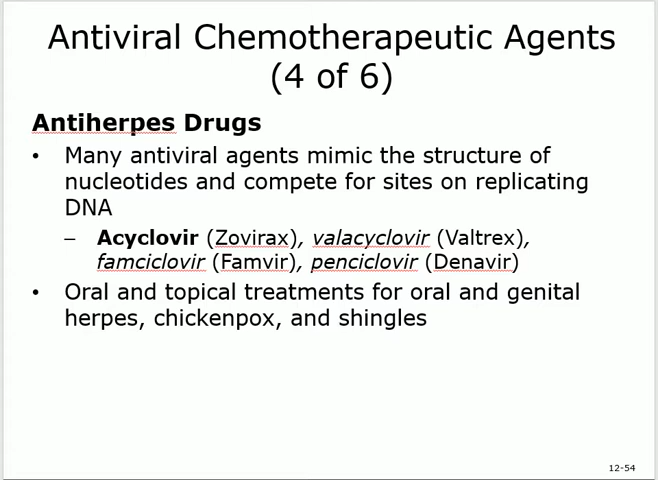 Antiviral Chemotherapeutic Agents
(4 of 6)
Antiherpes Drugs
• Many antiviral agents mimic the structure of
nucleotides and compete for sites on replicating
DNA
– Acyclovir (Zovirax), valacyclovir (Valtrex),
famciclovir (Famvir), penciclovir (Denavir)
• Oral and topical treatments for oral and genital
herpes, chickenpox, and shingles
12-54